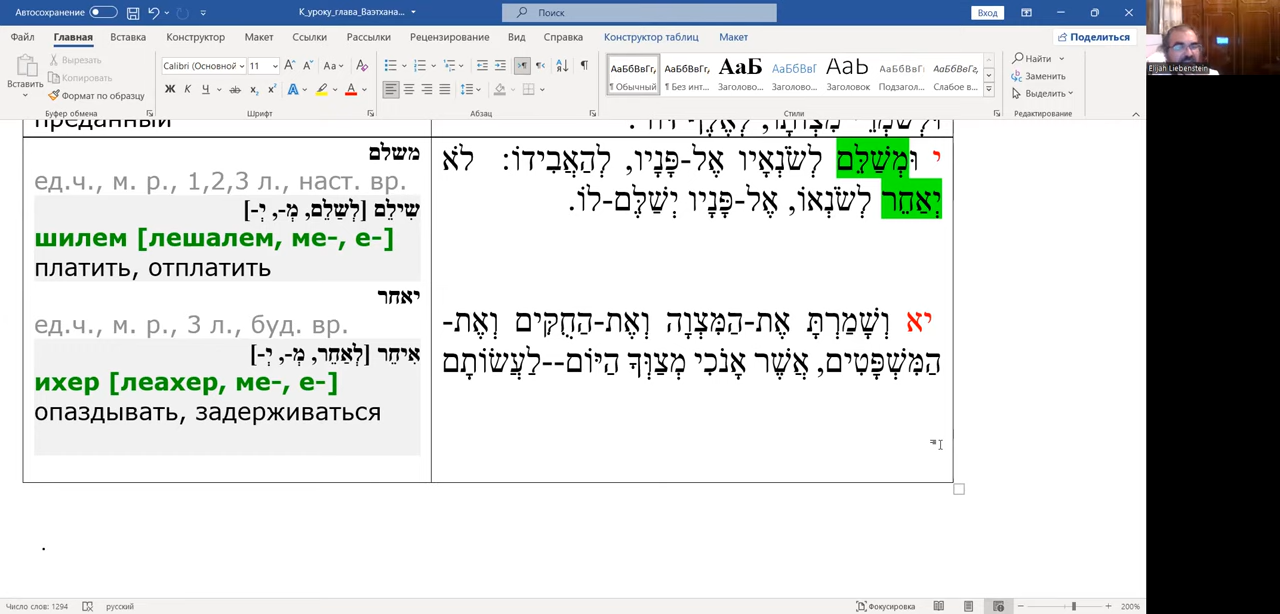 Автосохранение
К_уроку_глава_Ваэтхана...
Поиск
Вход
Файл Главная Вставка Конструктор Макет Ссылки Рассылки Рецензирование Вид Справка Конструктор таблиц Макет
Поделиться
Вставить
Вырезать
Копировать
Формат по образцу
Буфер обмена
Calibri (Основной 11
Ж К Ч
Шрифт
Абзац
АаБбВвГг,
¶ Обычный
АаБбВвГг,
¶ Без инт...
АаБ
Заголово...
АаБбВвГ
Заголово...
АаБ
Заголовок
АаБбВвГ
Подзагол...
АаБбВвГг,
Слабое в...
Стили
Найти
Заменить
Выделить
Редактирование
Elijah Liebenstein
преданный
משלם
ед.ч., м. р., 1,2,3 л., наст. вр.
שִׁילֵם [לְשַׁלֵּם, מְ-, יְ-]
шилем [лешалем, ме-, е-]
платить, отплатить
יאחר
ед.ч., м. р., 3 л., буд. вр.
אִיחֵר [לְאַחֵר, מְ-, יְ-]
ихер [леахер, ме-, е-]
опаздывать, задерживаться
י וּמְשַׁלֵּם לְשֹׂנְאָיו אֶל-פָּנָיו, לְהַאֲבִידוֹ: לֹא
יְאַחֵר לְשֹׂנְאוֹ, אֶל-פָּנָיו יְשַׁלֶּם-לוֹ.
יא וְשָׁמַרְתָּ אֶת-הַמִּצְוָה וְאֶת-הַחֻקִּים וְאֶת-
הַמִּשְׁפָּטִים, אֲשֶׁר אָנֹכִי מְצַוְּךָ הַיּוֹם--לַעֲשׂוֹתָם
.
Число слов: 1294 русский
Фокусировка
200%